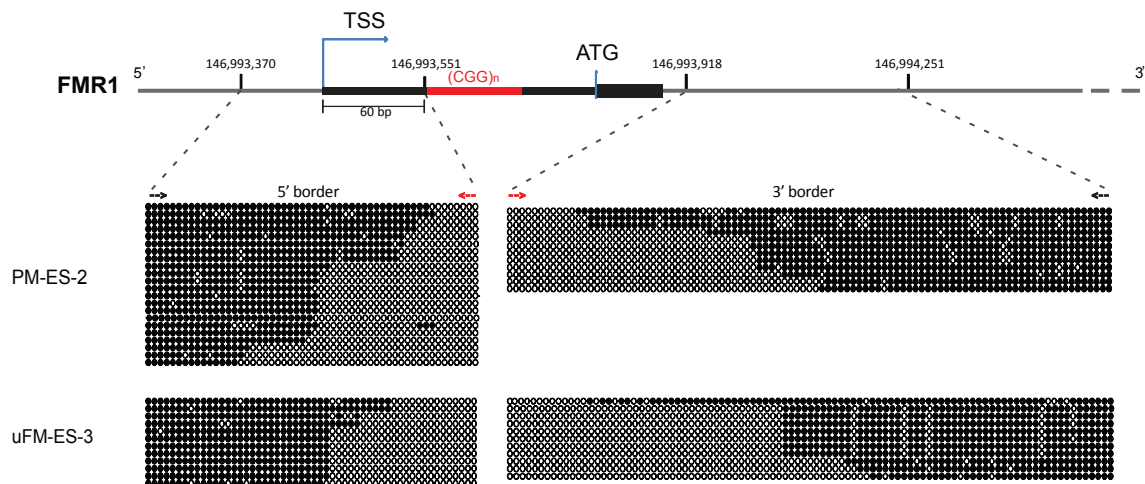 TSS
ATG
146,993,370
146,993,551
146,993,918
146,994,251
5’
3’
(CGG)n
FMR1
60 bp
5’ border
3’ border
PM-ES-2
uFM-ES-3